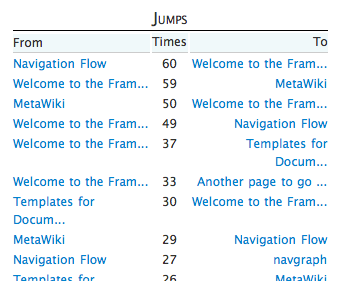 Jumps
From Times To
Navigation Flow 60 Welcome to the Fram...
Welcome to the Fram... 59 MetaWiki
MetaWiki 50 Welcome to the Fram...
Welcome to the Fram... 49 Navigation Flow
Welcome to the Fram... 37 Templates for
Docum...
Welcome to the Fram... 33 Another page to go ...
Templates for 30 Welcome to the Fram...
Docum...
MetaWiki 29 Navigation Flow
Navigation Flow 27 navgraph
Templates for 26 MetaWiki